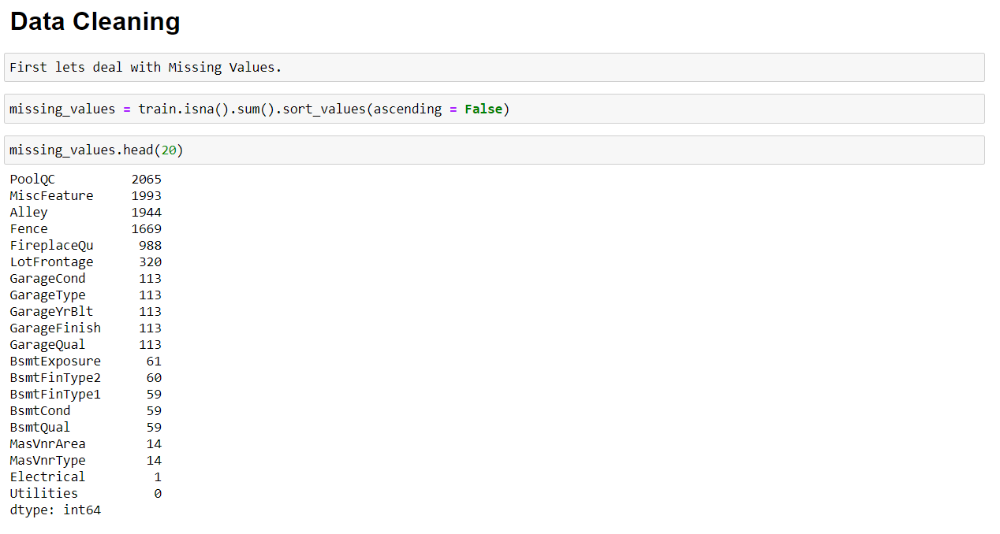 Data Cleaning
First lets deal with Missing Values.
missing_values = train.isna().sum().sort_values(ascending = False)
missing_values.head(20)
PoolQC 2065
MiscFeature 1993
Alley 1944
Fence 1669
FireplaceQu 988
LotFrontage 320
GarageCond 113
GarageType 113
GarageYrBlt 113
GarageFinish 113
GarageQual 113
BsmtExposure 61
BsmtFinType2 60
BsmtFinType1 59
BsmtCond 59
BsmtQual 59
MasVnrArea 14
MasVnrType 14
Electrical 1
Utilities 0
dtype: int64